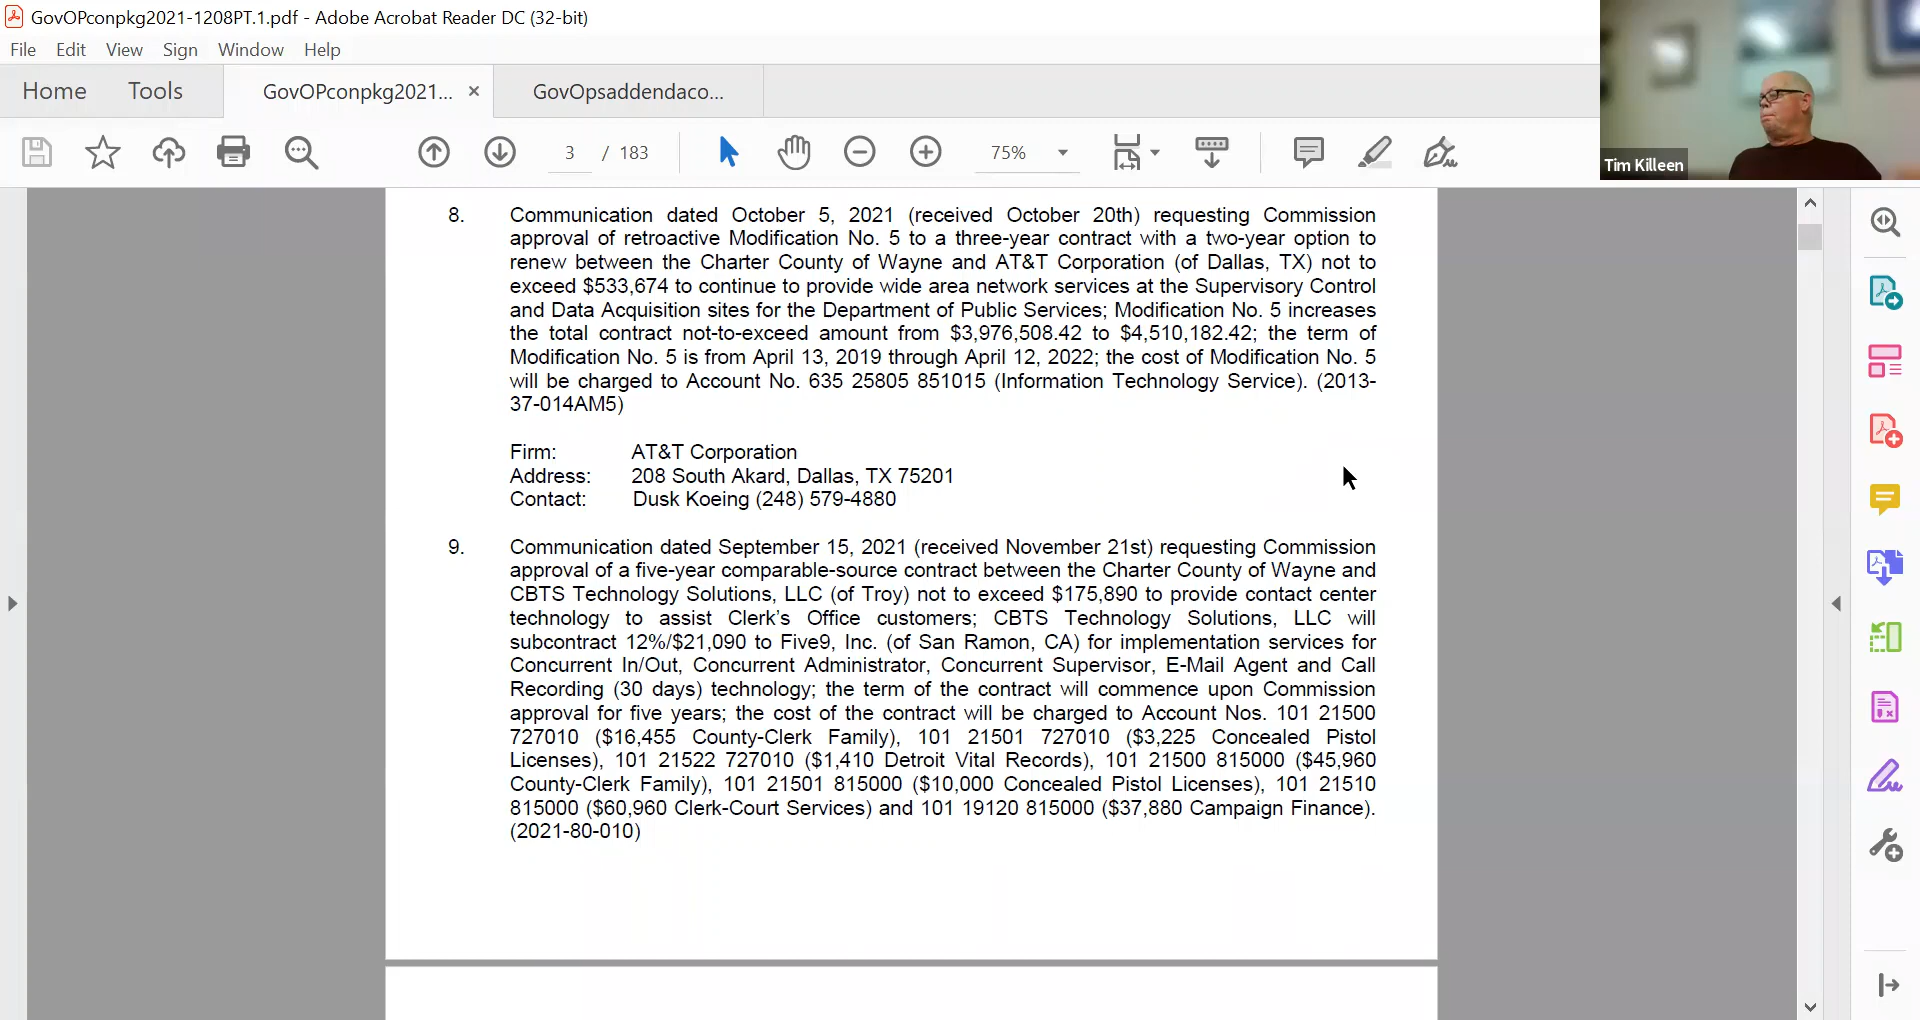 GovOPconpkg2021-1208PT.1.pdf - Adobe Acrobat Reader DC (32-bit)
File Edit View Sign Window Help
Home Tools GovOPconpkg2021... × GovOpsaddendaco...
3 / 183 75%
Tim Killeen
8. Communication dated October 5, 2021 (received October 20th) requesting Commission
approval of retroactive Modification No. 5 to a three-year contract with a two-year option to
renew between the Charter County of Wayne and AT&T Corporation (of Dallas, TX) not to
exceed $533,674 to continue to provide wide area network services at the Supervisory Control
and Data Acquisition sites for the Department of Public Services; Modification No. 5 increases
the total contract not-to-exceed amount from $3,976,508.42 to $4,510,182.42; the term of
Modification No. 5 is from April 13, 2019 through April 12, 2022; the cost of Modification No. 5
will be charged to Account No. 635 25805 851015 (Information Technology Service). (2013-
37-014AM5)
Firm: AT&T Corporation
Address: 208 South Akard, Dallas, TX 75201
Contact: Dusk Koeing (248) 579-4880
9. Communication dated September 15, 2021 (received November 21st) requesting Commission
approval of a five-year comparable-source contract between the Charter County of Wayne and
CBTS Technology Solutions, LLC (of Troy) not to exceed $175,890 to provide contact center
technology to assist Clerk's Office customers; CBTS Technology Solutions, LLC will
subcontract 12%/$21,090 to Five9, Inc. (of San Ramon, CA) for implementation services for
Concurrent In/Out, Concurrent Administrator, Concurrent Supervisor, E-Mail Agent and Call
Recording (30 days) technology; the term of the contract will commence upon Commission
approval for five years; the cost of the contract will be charged to Account Nos. 101 21500
727010 ($16,455 County-Clerk Family), 101 21501 727010 ($3,225 Concealed Pistol
Licenses), 101 21522 727010 ($1,410 Detroit Vital Records), 101 21500 815000 ($45,960
County-Clerk Family), 101 21501 815000 ($10,000 Concealed Pistol Licenses), 101 21510
815000 ($60,960 Clerk-Court Services) and 101 19120 815000 ($37,880 Campaign Finance).
(2021-80-010)